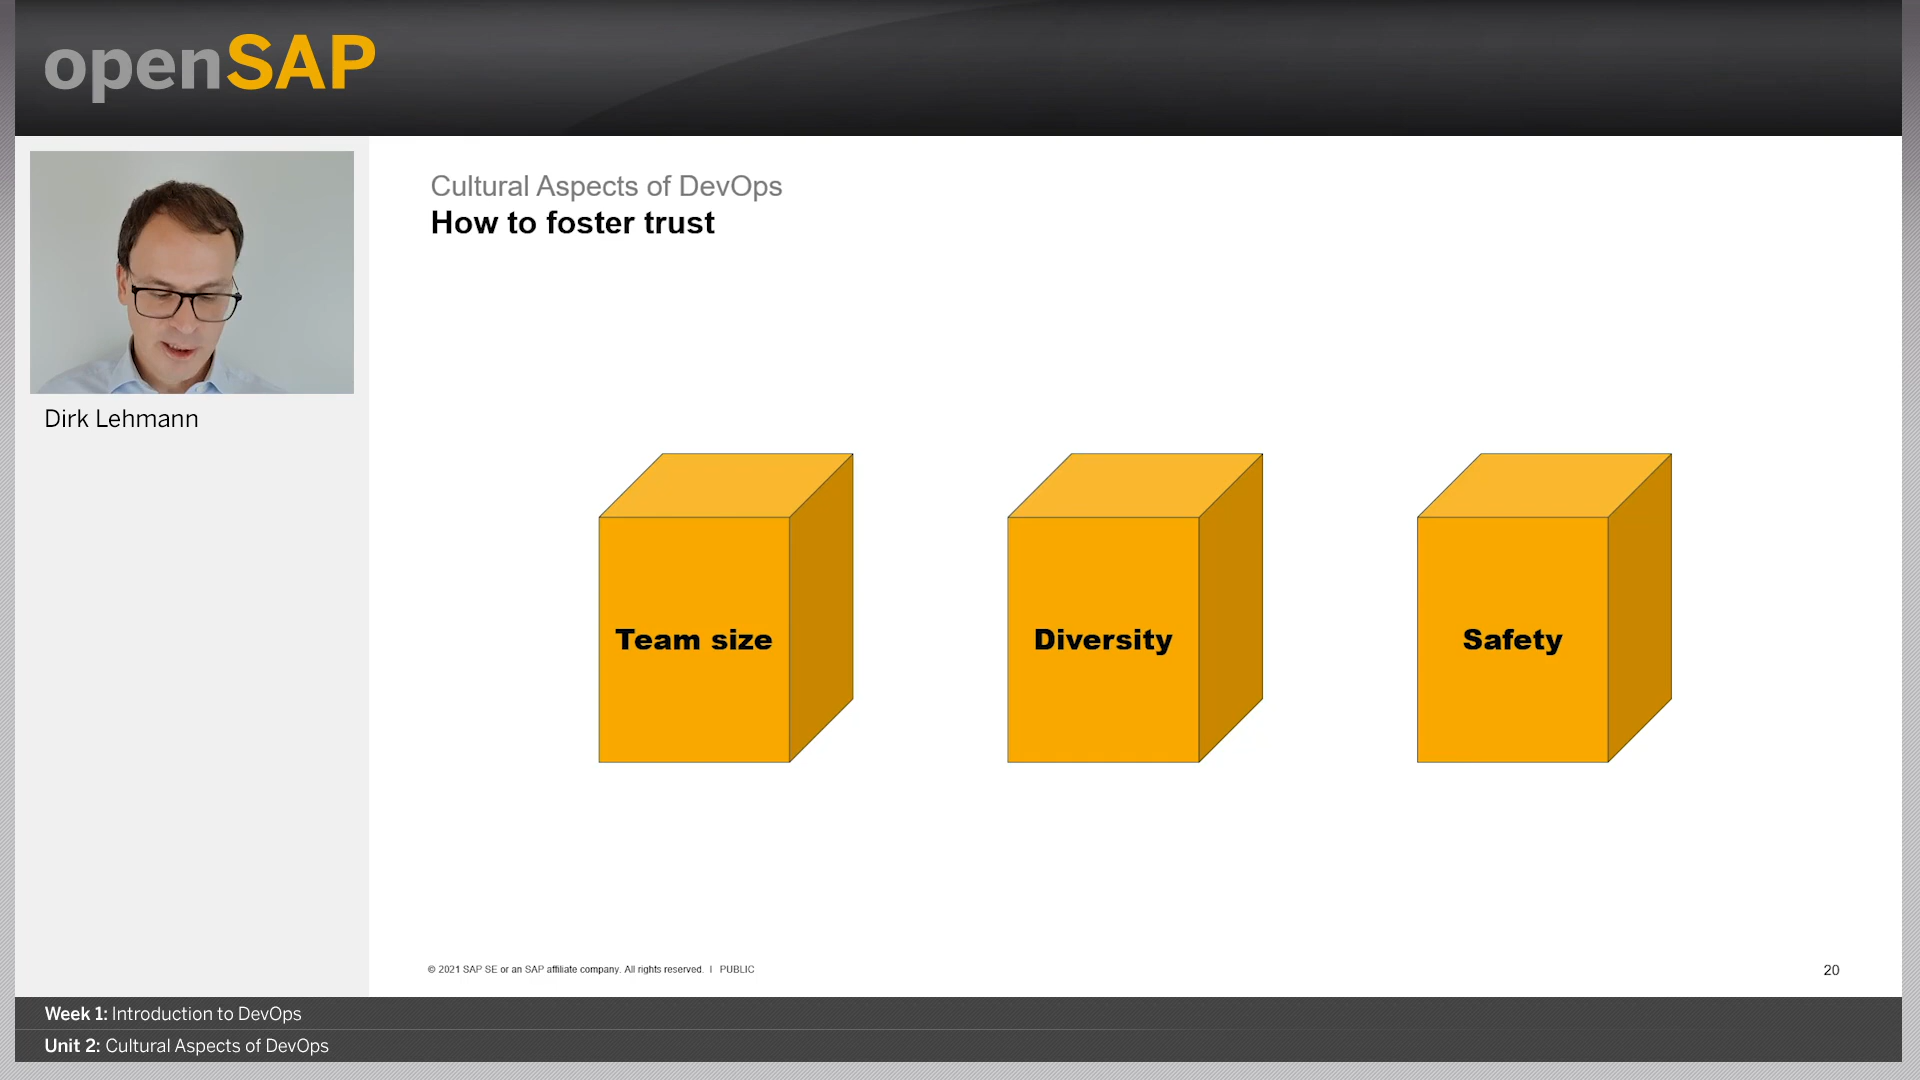 openSAP
Cultural Aspects of DevOps
How to foster trust
Dirk Lehmann
Team size
Diversity
Safety
© 2021 SAP SE or an SAP affiliate company. All rights reserved. I PUBLIC
20
Week 1: Introduction to DevOps
Unit 2: Cultural Aspects of DevOps